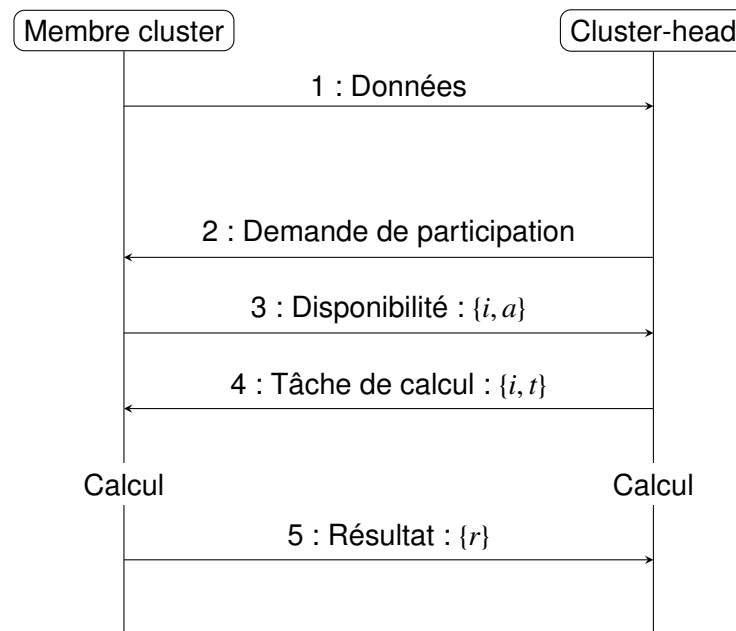 Membre cluster
Cluster-head
1 : Données
2 : Demande de participation
3 : Disponibilité : {i, a}
4 : Tâche de calcul : {i, t}
Calcul
Calcul
5 : Résultat : {r}